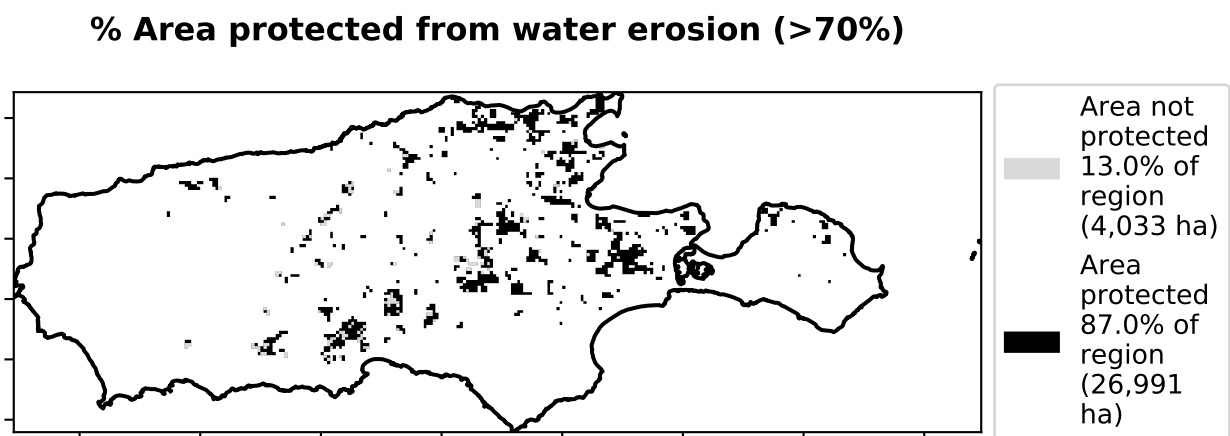 % Area protected from water erosion (>70%)
Area not
protected
13.0% of
region
(4,033 ha)
Area
protected
87.0% of
region
(26,991
ha)